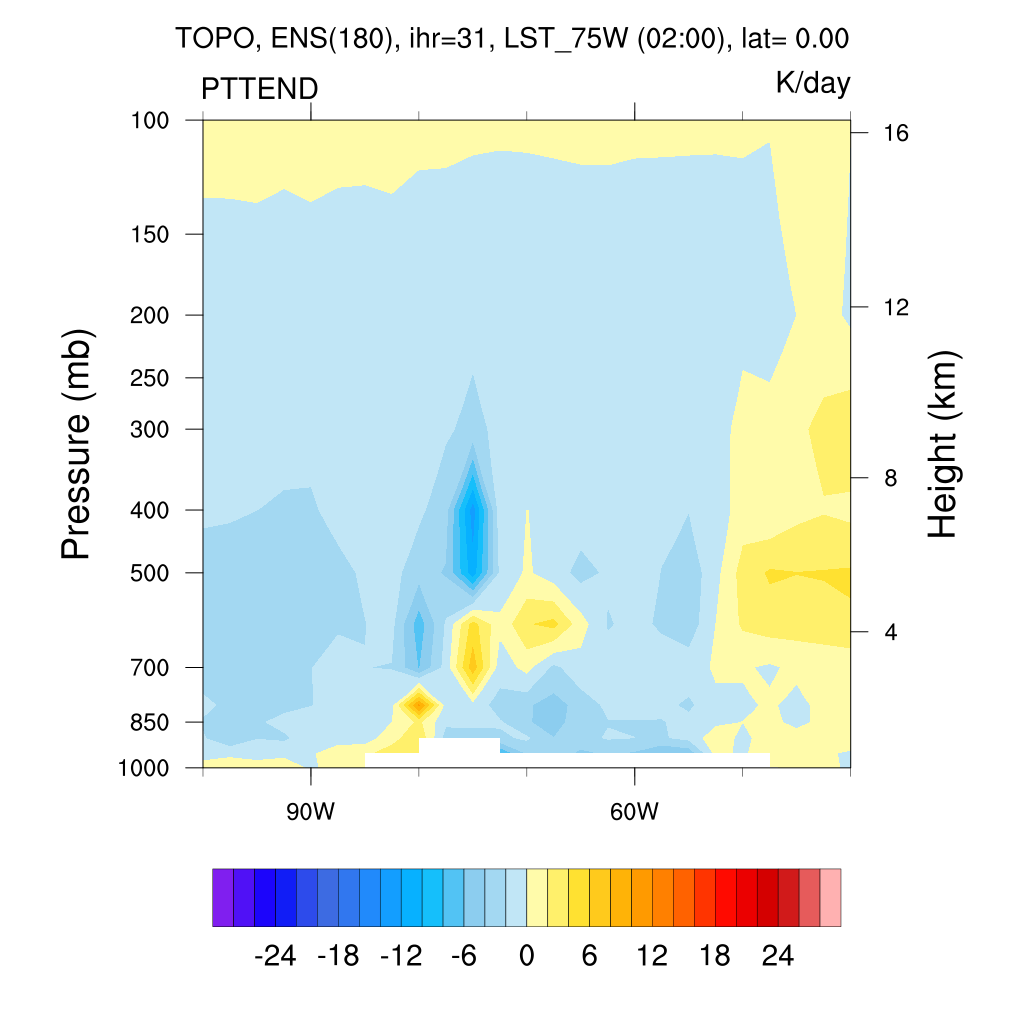 TOPO, ENS(180), ihr=31, LST_75W (02:00), lat= 0.00
PTTEND
K/day
100
150
200
250
300
400
500
700
850
1000
Pressure (mb)
16
12
8
4
Height (km)
90W
60W
-24 -18 -12 -6 0 6 12 18 24